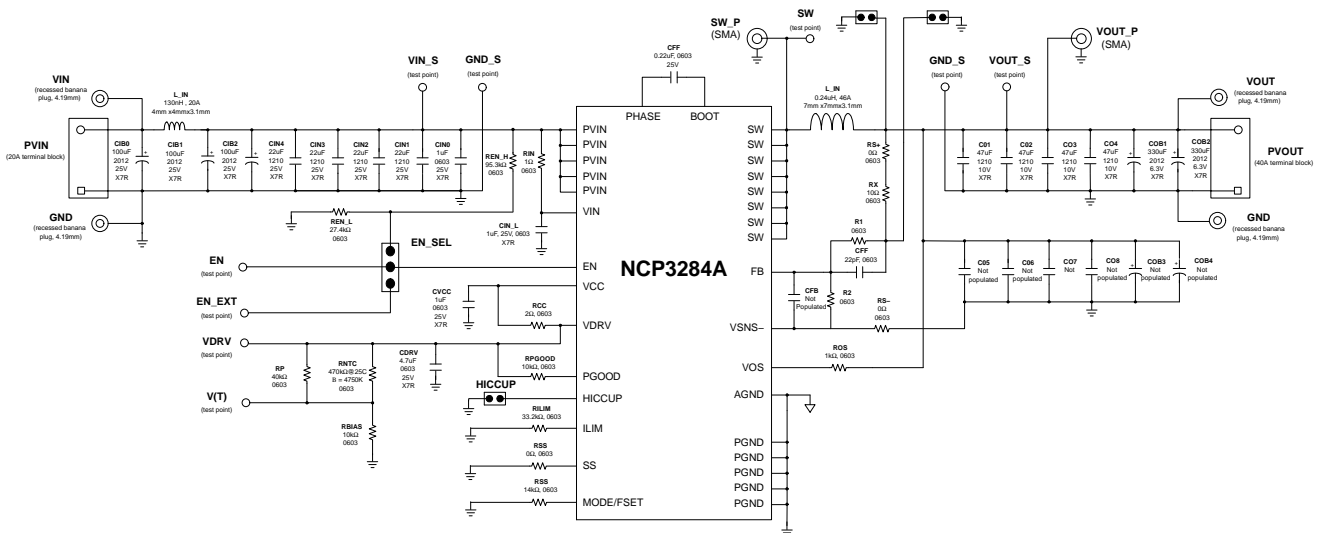 SW_P
(SMA)
SW
(test point)
VOUT_P
(SMA)
CFF
0.22uF, 0603
25V
VIN_S
(test point)
GND_S
(test point)
GND_S
(test point)
VOUT_S
(test point)
VIN
(recessed banana
plug, 4.19mm)
L_IN
130nH , 20A
4mm x4mmx3.1mm
L_IN
0.24uH, 46A
7mm x7mmx3.1mm
VOUT
(recessed banana
plug, 4.19mm)
PHASE
BOOT
PVIN
(20A terminal block)
CIB0
100uF
2012
25V
X7R
CIB1
100uF
2012
25V
X7R
CIB2
100uF
2012
25V
X7R
CIN4
22uF
1210
25V
X7R
CIN3
22uF
1210
25V
X7R
CIN2
22uF
1210
25V
X7R
CIN1
22uF
1210
25V
X7R
CIN0
1uF
0603
25V
X7R
REN_H
95.3kΩ
0603
RIN
1Ω
0603
PVIN
PVIN
PVIN
PVIN
PVIN
VIN
EN
VCC
VDRV
PGOOD
HICCUP
ILIM
SS
MODE/FSET
NCP3284A
SW
SW
SW
SW
SW
SW
SW
SW
FB
VSNS–
VOS
AGND
PGND
PGND
PGND
PGND
PGND
RS+
0Ω
0603
RX
10Ω
0603
C01
47uF
1210
10V
X7R
C02
47uF
1210
10V
X7R
CO3
47uF
1210
10V
X7R
CO4
47uF
1210
10V
X7R
COB1
330uF
2012
6.3V
X7R
COB2
330uF
2012
6.3V
X7R
PVOUT
(40A terminal block)
GND
(recessed banana
plug, 4.19mm)
GND
(recessed banana
plug, 4.19mm)
REN_L
27.4kΩ
0603
CIN_L
1uF, 25V, 0603
X7R
R1
0603
CFF
22pF, 0603
EN_SEL
EN
(test point)
EN_EXT
(test point)
CFB
Not
Populated
R2
0603
RS–
0Ω
0603
C05
Not
populated
C06
Not
populated
CO7
Not
populated
CO8
Not
populated
COB3
Not
populated
COB4
Not
populated
CVCC
1uF
0603
25V
X7R
RCC
2Ω, 0603
VDRV
(test point)
RP
40kΩ
0603
RNTC
470kΩ@25C
B = 4750K
0603
CDRV
4.7uF
0603
25V
X7R
RPGOOD
10kΩ, 0603
ROS
1kΩ, 0603
HICCUP
V(T)
(test point)
RBIAS
10kΩ
0603
RILIM
33.2kΩ, 0603
RSS
0Ω, 0603
RSS
14kΩ, 0603